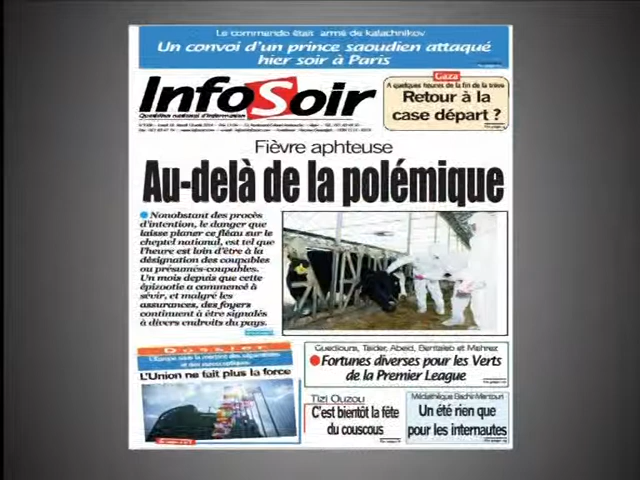 Le commando était armé de kalachnikov
Un convoi d'un prince saoudien attaqué
hier soir à Paris
InfoSoir
Quotidien national d'information
Gaza
A quelques heures de la fin de la trêve
Retour à la
case départ ?
Fièvre aphteuse
Au-delà de la polémique
Nonobstant des procès
d'intention, le danger que
laisse planer ce fléau sur le
cheptel national, est tel que
l'heure est loin d'être à la
désignation des coupables
ou présumés-coupables.
Un mois depuis que cette
épizootie a commencé à
sévir, et malgré les
assurances, des foyers
continuent à être signalés
à divers endroits du pays.
Guedioura, Taider, Abeid, Bentaleb et Mahrez
Fortunes diverses pour les Verts
de la Premier League
Dossier
L'Union ne fait plus la force
Tizi Ouzou
C'est bientôt la fête
du couscous
Médiathèque Bachir-Mentouri
Un été rien que
pour les internautes